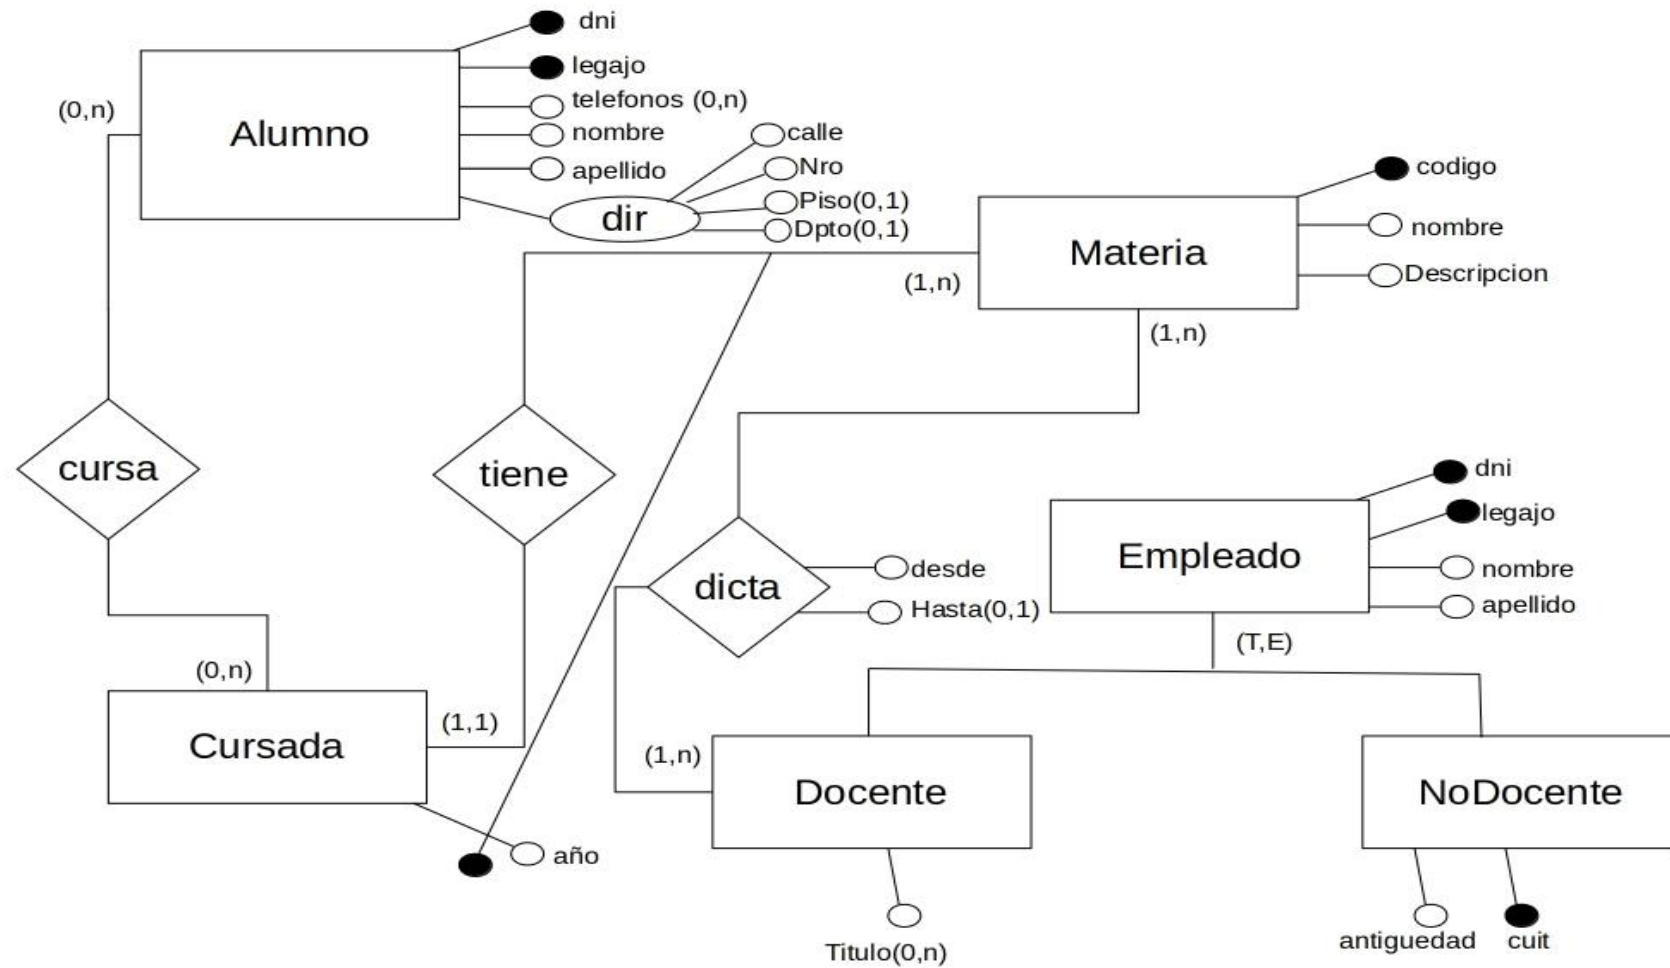 dni
legajo
telefonos (0,n)
nombre
apellido
(0,n)
Alumno
dir
calle
Nro
Piso(0,1)
Dpto(0,1)
codigo
nombre
Descripcion
Materia
(1,n)
(1,n)
cursa
tiene
dicta
desde
Hasta(0,1)
dni
legajo
nombre
apellido
Empleado
(T,E)
(0,n)
Cursada
(1,1)
año
(1,n)
Docente
Titulo(0,n)
NoDocente
antiguedad
cuit